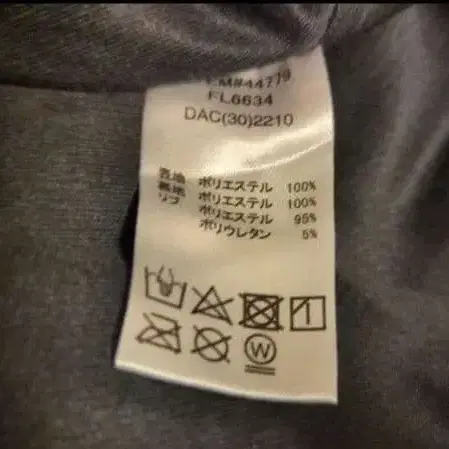 FL6634
DAC(30)2210
表地 ポリエステル 100%
裏地 ポリエステル 100%
リブ ポリエステル 95%
ポリウレタン 5%
W